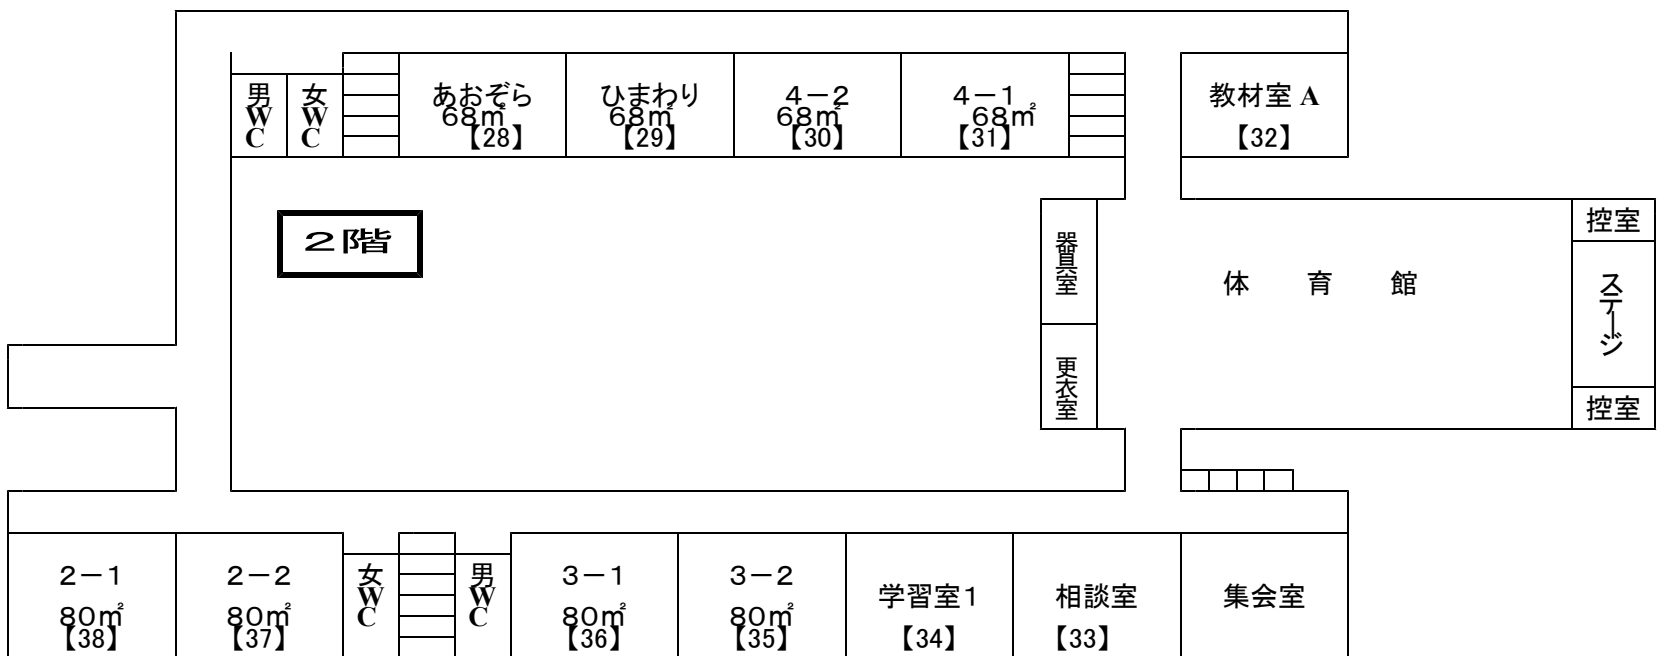 男WC
女WC
あおぞら
68㎡
【28】
ひまわり
68㎡
【29】
4－2
68㎡
【30】
4－1
68㎡
【31】
教材室 A
【32】
2階
器具室
更衣室
体　育　館
控室
ステージ
控室
2－1
80㎡
【38】
2－2
80㎡
【37】
女WC
男WC
3－1
80㎡
【36】
3－2
80㎡
【35】
学習室1
【34】
相談室
【33】
集会室